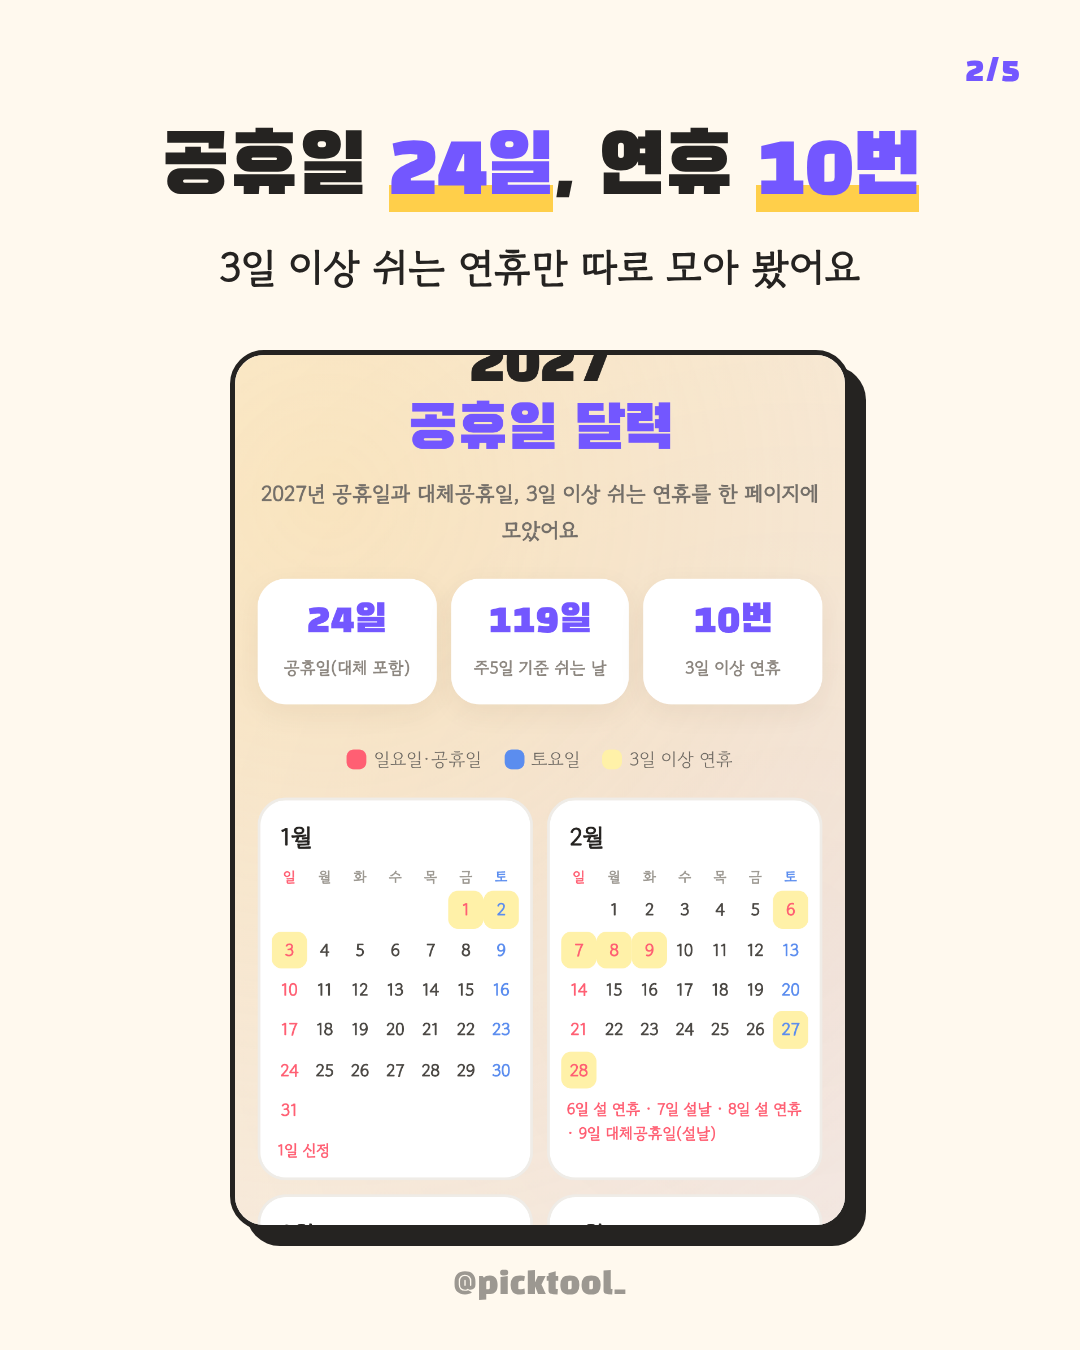 2/5
공휴일 24일, 연휴 10번
3일 이상 쉬는 연휴만 따로 모아 봤어요
2027
공휴일 달력
2027년 공휴일과 대체공휴일, 3일 이상 쉬는 연휴를 한 페이지에
모았어요
24일 119일 10번
공휴일(대체 포함) 주5일 기준 쉬는 날 3일 이상 연휴
일요일·공휴일 토요일 3일 이상 연휴
1월
일 월 화 수 목 금 토
1 2
3 4 5 6 7 8 9
10 11 12 13 14 15 16
17 18 19 20 21 22 23
24 25 26 27 28 29 30
31
1일 신정
2월
일 월 화 수 목 금 토
1 2 3 4 5 6
7 8 9 10 11 12 13
14 15 16 17 18 19 20
21 22 23 24 25 26 27
28
6일 설 연휴 · 7일 설날 · 8일 설 연휴
· 9일 대체공휴일(설날)
@picktool_